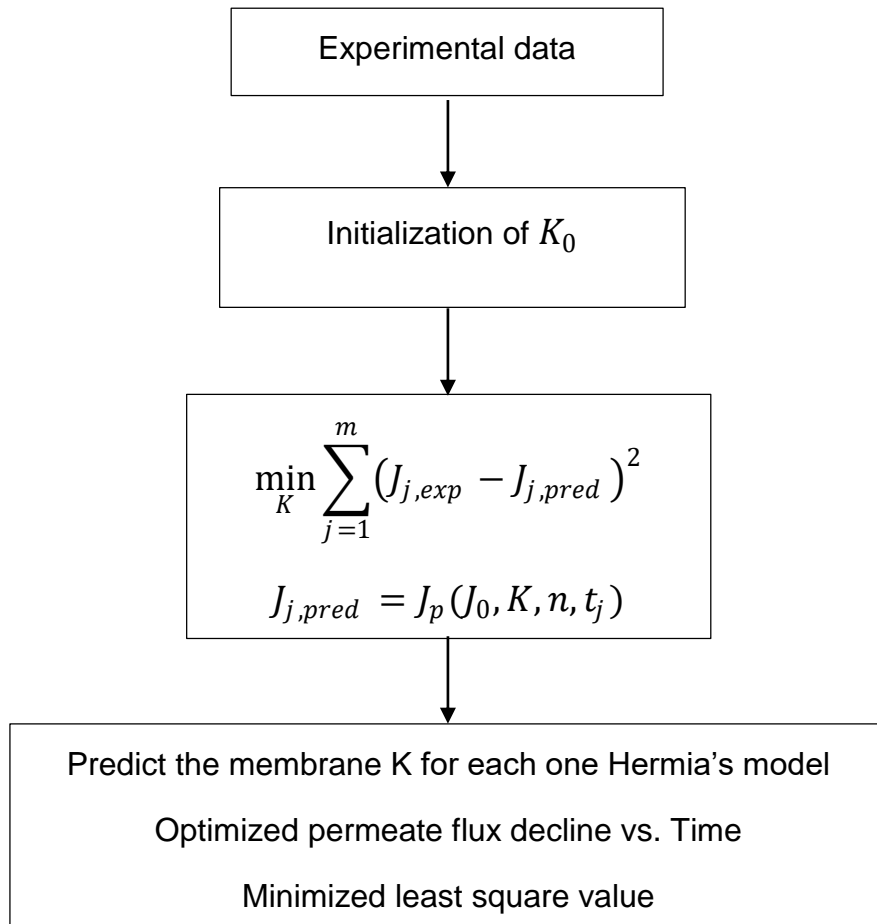 Experimental data
Initialization of K₀
min_K ∑_{j=1}^{m} (J_{j,exp} − J_{j,pred})²
J_{j,pred} = J_p(J₀, K, n, t_j)
Predict the membrane K for each one Hermia’s model
Optimized permeate flux decline vs. Time
Minimized least square value